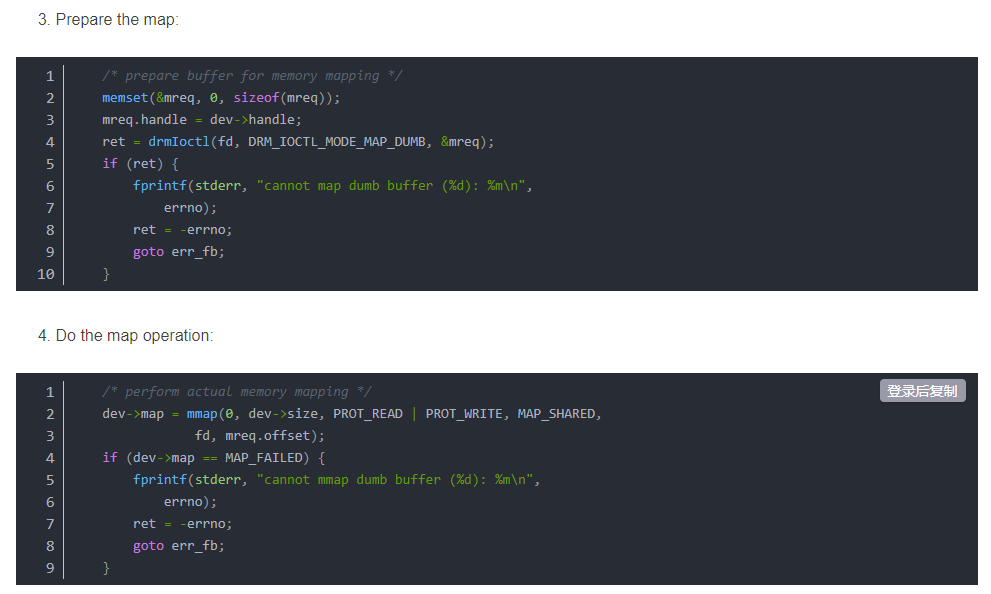 3. Prepare the map:
1 /* prepare buffer for memory mapping */
2 memset(&mreq, 0, sizeof(mreq));
3 mreq.handle = dev->handle;
4 ret = drmIoctl(fd, DRM_IOCTL_MODE_MAP_DUMB, &mreq);
5 if (ret) {
6 fprintf(stderr, "cannot map dumb buffer (%d): %m\n",
7 errno);
8 ret = -errno;
9 goto err_fb;
10 }
4. Do the map operation:
1 /* perform actual memory mapping */
登录后复制
2 dev->map = mmap(0, dev->size, PROT_READ | PROT_WRITE, MAP_SHARED,
3 fd, mreq.offset);
4 if (dev->map == MAP_FAILED) {
5 fprintf(stderr, "cannot mmap dumb buffer (%d): %m\n",
6 errno);
7 ret = -errno;
8 goto err_fb;
9 }